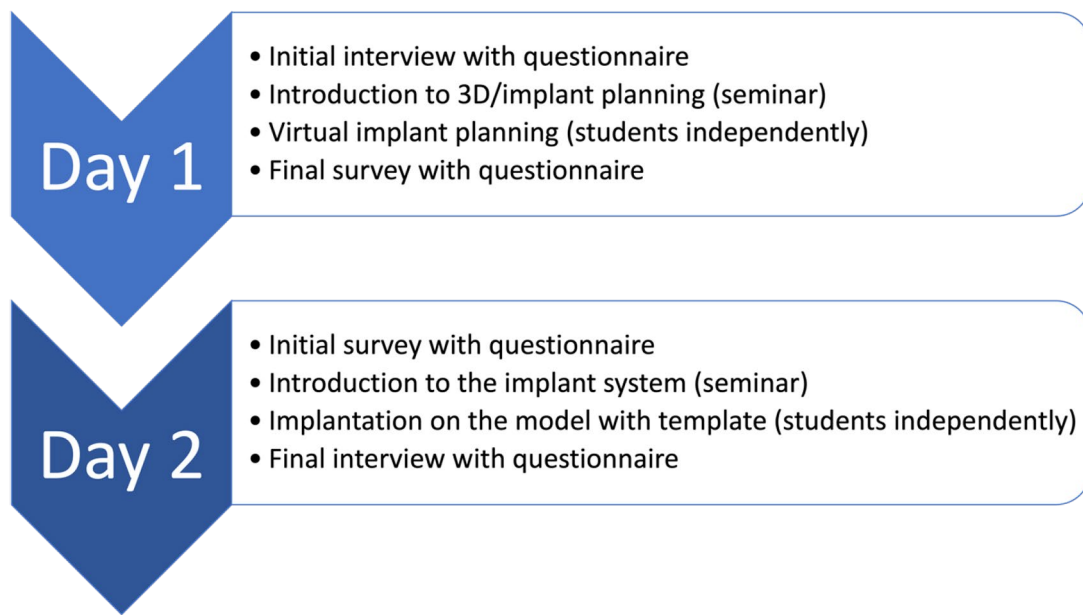 Day 1
• Initial interview with questionnaire
• Introduction to 3D/implant planning (seminar)
• Virtual implant planning (students independently)
• Final survey with questionnaire
Day 2
• Initial survey with questionnaire
• Introduction to the implant system (seminar)
• Implantation on the model with template (students independently)
• Final interview with questionnaire